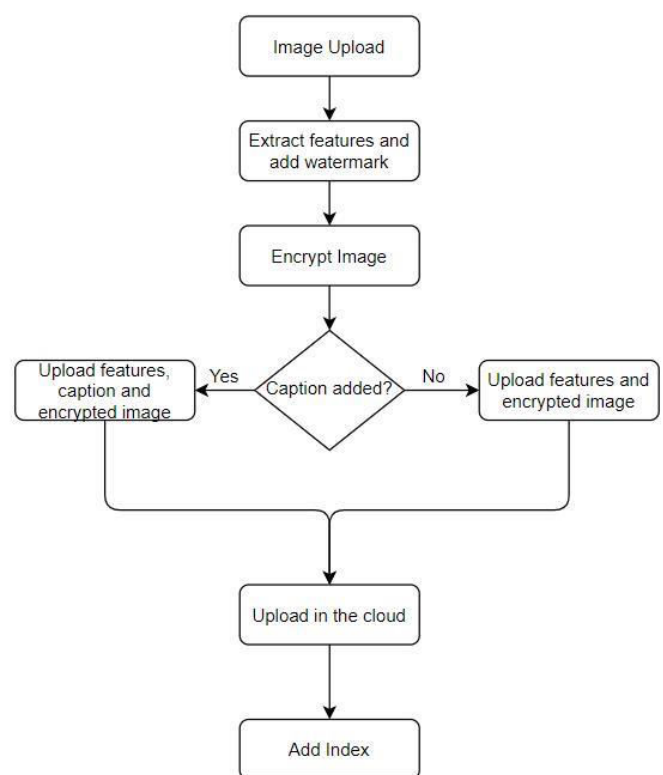 Image Upload
Extract features and
add watermark
Encrypt Image
Upload features,
caption and
encrypted image
Yes
Caption added?
No
Upload features and
encrypted image
Upload in the cloud
Add Index